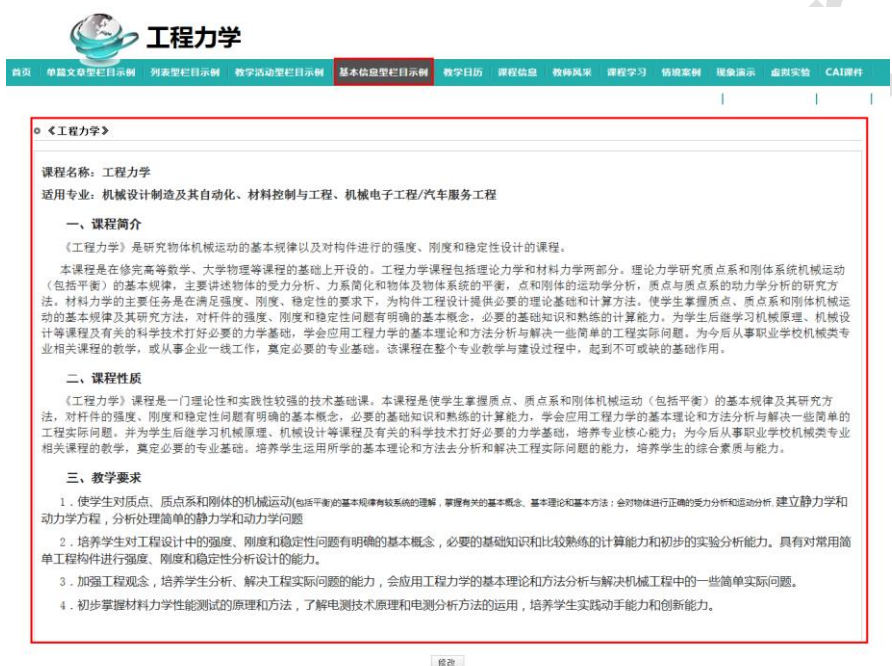 工程力学
首页 单篇文章型栏目示例 列表型栏目示例 教学活动型栏目示例 基本信息型栏目示例 教学日历 课程信息 教师风采 课程学习 情境案例 现象演示 虚拟实验 CAI课件
《工程力学》
课程名称：工程力学
适用专业：机械设计制造及其自动化、材料控制与工程、机械电子工程/汽车服务工程
一、课程简介
《工程力学》是研究物体机械运动的基本规律以及对构件进行的强度、刚度和稳定性设计的课程。
本课程是在修完高等数学、大学物理等课程的基础上开设的。工程力学课程包括理论力学和材料力学两部分。理论力学研究质点系和刚体系统机械运动
（包括平衡）的基本规律，主要讲述物体的受力分析、力系简化和物体及物体系统的平衡，点和刚体的运动学分析，质点与质点系的动力学分析的研究方
法。材料力学的主要任务是在满足强度、刚度、稳定性的要求下，为构件工程设计提供必要的理论基础和计算方法。使学生掌握质点、质点系和刚体机械运
动的基本规律及其研究方法，对杆件的强度、刚度和稳定性问题有明确的基本概念，必要的基础知识和熟练的计算能力。为学生后继学习机械原理、机械设
计等课程及有关的科学技术打好必要的力学基础，学会应用工程力学的基本理论和方法分析与解决一些简单的工程实际问题。为今后从事职业学校机械类专
业相关课程的教学，或从事企业一线工作，奠定必要的专业基础。该课程在整个专业教学与建设过程中，起到不可或缺的基础作用。
二、课程性质
《工程力学》课程是一门理论性和实践性较强的技术基础课。本课程是使学生掌握质点、质点系和刚体机械运动（包括平衡）的基本规律及其研究方
法，对杆件的强度、刚度和稳定性问题有明确的基本概念，必要的基础知识和熟练的计算能力，学会应用工程力学的基本理论和方法分析与解决一些简单的
工程实际问题。并为学生后继学习机械原理、机械设计等课程及有关的科学技术打好必要的力学基础，培养专业核心能力；为今后从事职业学校机械类专业
相关课程的教学，奠定必要的专业基础。培养学生运用所学的基本理论和方法去分析和解决工程实际问题的能力，培养学生的综合素质与能力。
三、教学要求
1．使学生对质点、质点系和刚体的机械运动(包括平衡)的基本规律有较系统的理解，掌握有关的基本概念、基本理论和基本方法；会对物体进行正确的受力分析和运动分析,建立静力学和
动力学方程，分析处理简单的静力学和动力学问题
2．培养学生对工程设计中的强度、刚度和稳定性问题有明确的基本概念，必要的基础知识和比较熟练的计算能力和初步的实验分析能力。具有对常用简
单工程构件进行强度、刚度和稳定性分析设计的能力。
3．加强工程观念，培养学生分析、解决工程实际问题的能力，会应用工程力学的基本理论和方法分析与解决机械工程中的一些简单实际问题。
4．初步掌握材料力学性能测试的原理和方法，了解电测技术原理和电测分析方法的运用，培养学生实践动手能力和创新能力。
修改